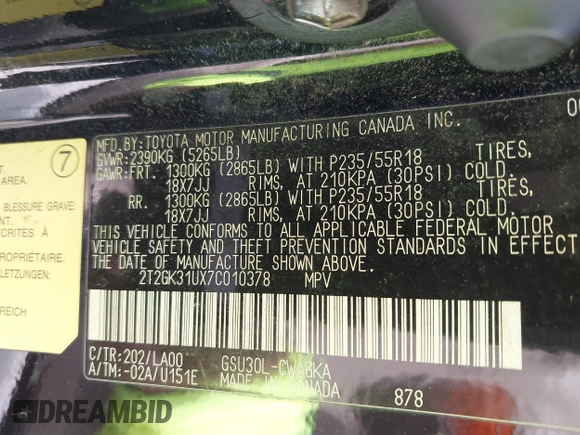 7
AREA.
BLESSURE GRAVE:
CRITES À
PROPRIÉTAIRE.
MFD.BY:TOYOTA MOTOR MANUFACTURING CANADA INC.
GVWR:2390KG (5265LB)
GAWR:FRT. 1300KG (2865LB) WITH P235/55R18 TIRES,
18X7JJ RIMS, AT 210KPA (30PSI) COLD.
RR. 1300KG (2865LB) WITH P235/55R18 TIRES,
18X7JJ RIMS, AT 210KPA (30PSI) COLD.
THIS VEHICLE CONFORMS TO ALL APPLICABLE FEDERAL MOTOR
VEHICLE SAFETY AND THEFT PREVENTION STANDARDS IN EFFECT
THE DATE OF MANUFACTURE SHOWN ABOVE.
2T2GK31UX7C010378 MPV
C/TR:202/LA00 GSU30L-CWAGKA
A/TM:-02A/U151E MADE IN CANADA 878
DREAMBID